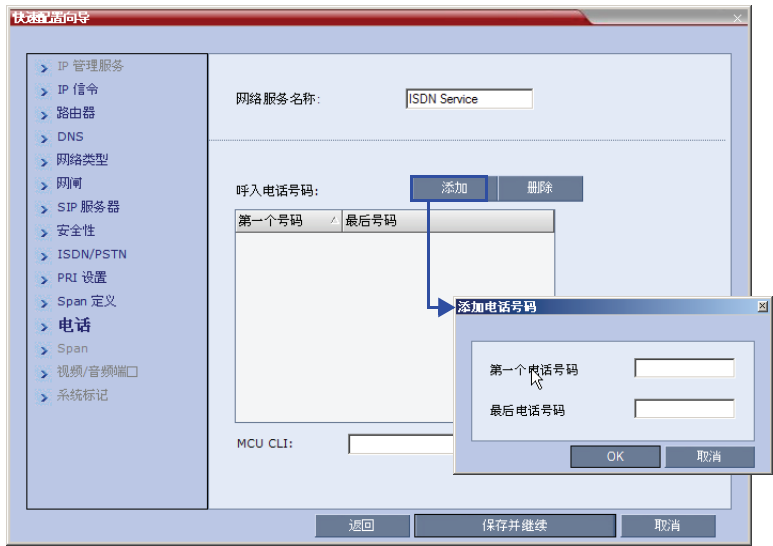 快速配置向导
IP 管理服务
IP 信令
路由器
DNS
网络类型
网闸
SIP 服务器
安全性
ISDN/PSTN
PRI 设置
Span 定义
电话
Span
视频/音频端口
系统标记
网络服务名称:
ISDN Service
呼入电话号码:
添加
删除
第一个号码
最后号码
MCU CLI:
添加电话号码
第一个电话号码
最后电话号码
OK
取消
返回
保存并继续
取消